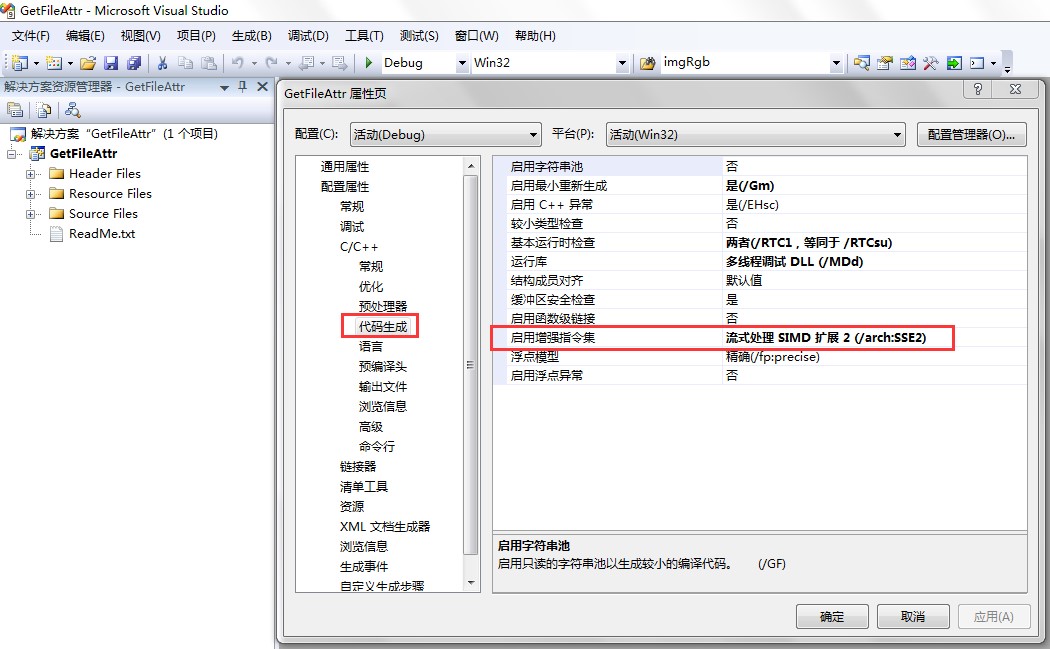 GetFileAttr - Microsoft Visual Studio
文件(F) 编辑(E) 视图(V) 项目(P) 生成(B) 调试(D) 工具(T) 测试(S) 窗口(W) 帮助(H)
Debug Win32 imgRgb
解决方案资源管理器 - GetFileAttr
解决方案 “GetFileAttr” (1 个项目)
GetFileAttr
Header Files
Resource Files
Source Files
ReadMe.txt
GetFileAttr 属性页
配置(C): 活动(Debug) 平台(P): 活动(Win32) 配置管理器(O)...
通用属性
配置属性
常规
调试
C/C++
常规
优化
预处理器
代码生成
语言
预编译头
输出文件
浏览信息
高级
命令行
链接器
清单工具
资源
XML 文档生成器
浏览信息
生成事件
自定义生成步骤
启用字符串池 否
启用最小重新生成 是(/Gm)
启用 C++ 异常 是(/EHsc)
较小类型检查 否
基本运行时检查 两者(/RTC1，等同于 /RTCsu)
运行库 多线程调试 DLL (/MDd)
结构成员对齐 默认值
缓冲区安全检查 是
启用函数级链接 否
启用增强指令集 流式处理 SIMD 扩展 2 (/arch:SSE2)
浮点模型 精确(/fp:precise)
启用浮点异常 否
启用字符串池
启用只读的字符串池以生成较小的编译代码。 (/GF)
确定 取消 应用(A)